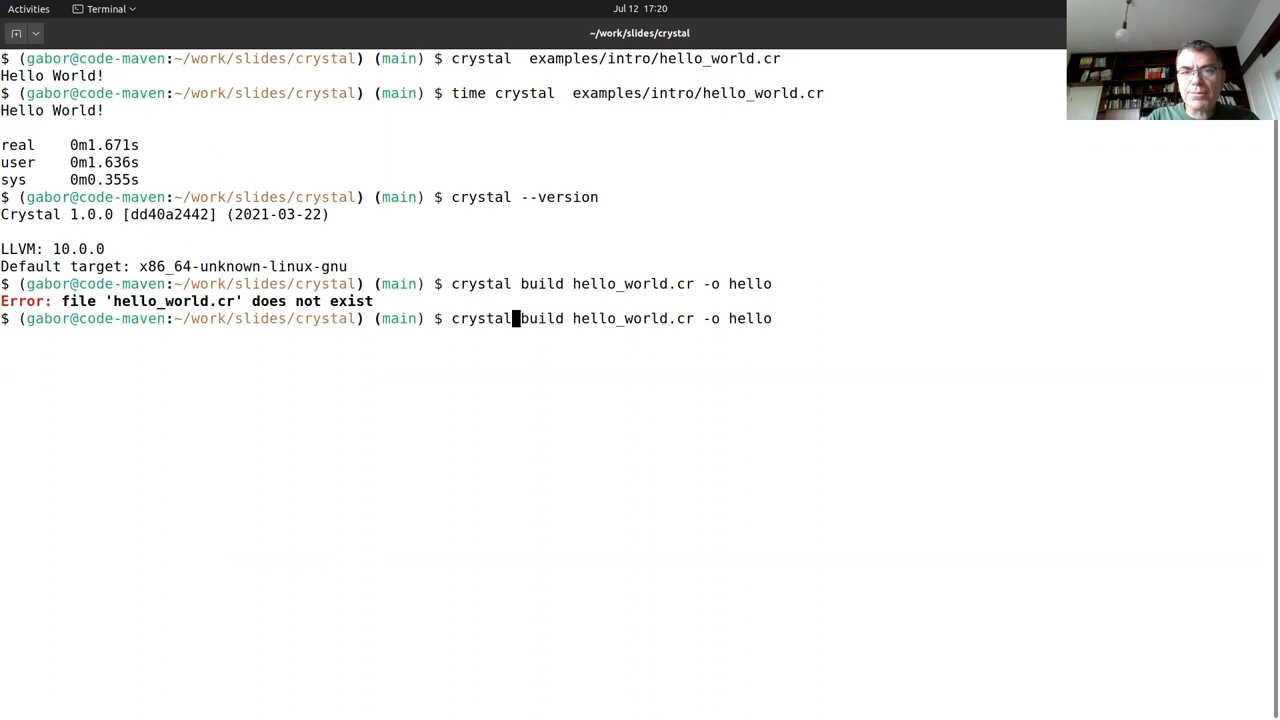 Activities Terminal Jul 12 17:20
~/work/slides/crystal
$ (gabor@code-maven:~/work/slides/crystal) (main) $ crystal  examples/intro/hello_world.cr
Hello World!
$ (gabor@code-maven:~/work/slides/crystal) (main) $ time crystal  examples/intro/hello_world.cr
Hello World!
real    0m1.671s
user    0m1.636s
sys     0m0.355s
$ (gabor@code-maven:~/work/slides/crystal) (main) $ crystal --version
Crystal 1.0.0 [dd40a2442] (2021-03-22)
LLVM: 10.0.0
Default target: x86_64-unknown-linux-gnu
$ (gabor@code-maven:~/work/slides/crystal) (main) $ crystal build hello_world.cr -o hello
Error: file 'hello_world.cr' does not exist
$ (gabor@code-maven:~/work/slides/crystal) (main) $ crystal build hello_world.cr -o hello